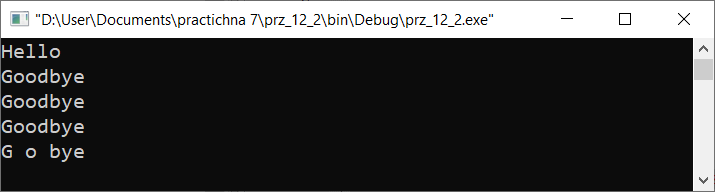 "D:\User\Documents\practichna 7\prz_12_2\bin\Debug\prz_12_2.exe"
Hello
Goodbye
Goodbye
Goodbye
G o bye